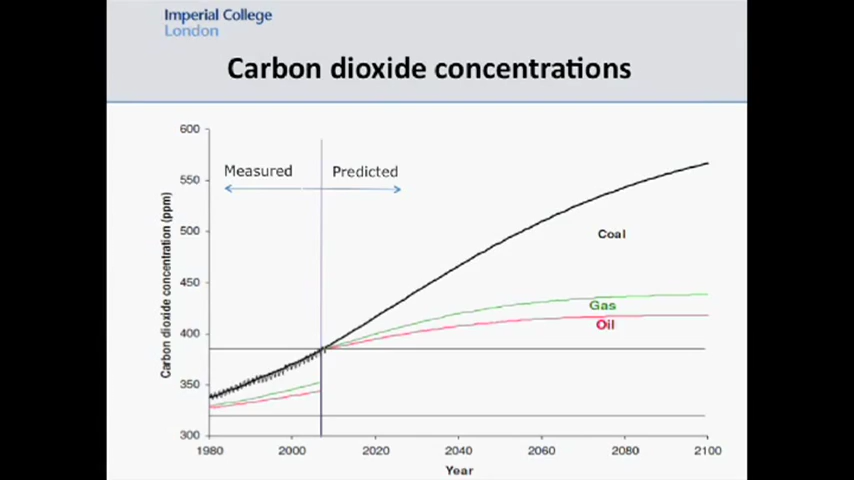 Imperial College
London
Carbon dioxide concentrations
600
Measured
Predicted
550
500
450
400
350
300
Carbon dioxide concentration (ppm)
Coal
Gas
Oil
1980 2000 2020 2040 2060 2080 2100
Year